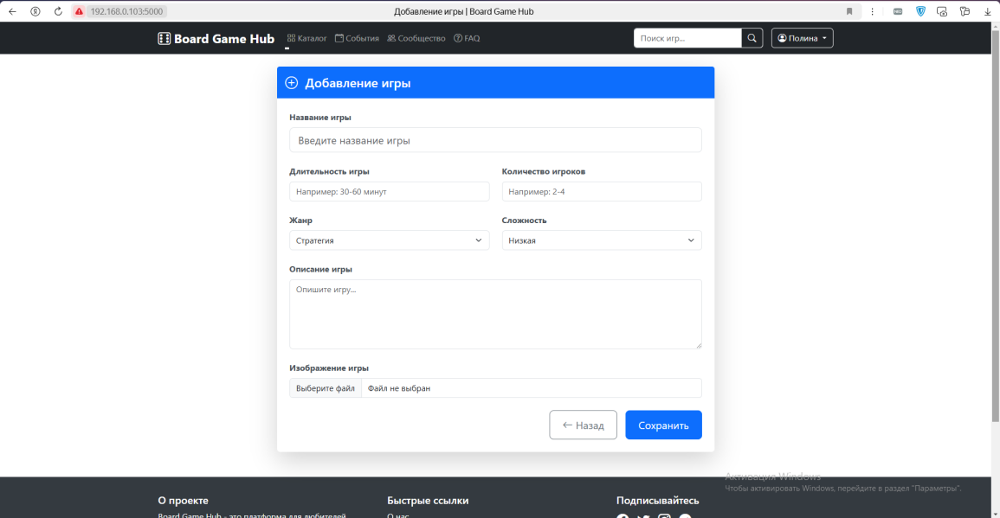 192.168.0.103:5000 Добавление игры | Board Game Hub
Board Game Hub Каталог События Сообщество FAQ Поиск игр... Полина
Добавление игры
Название игры
Введите название игры
Длительность игры Количество игроков
Например: 30-60 минут Например: 2-4
Жанр Сложность
Стратегия Низкая
Описание игры
Опишите игру...
Изображение игры
Выберите файл Файл не выбран
← Назад Сохранить
Активация Windows
Чтобы активировать Windows, перейдите в раздел "Параметры".
О проекте Быстрые ссылки Подписывайтесь
Board Game Hub - это платформа для любителей О нас